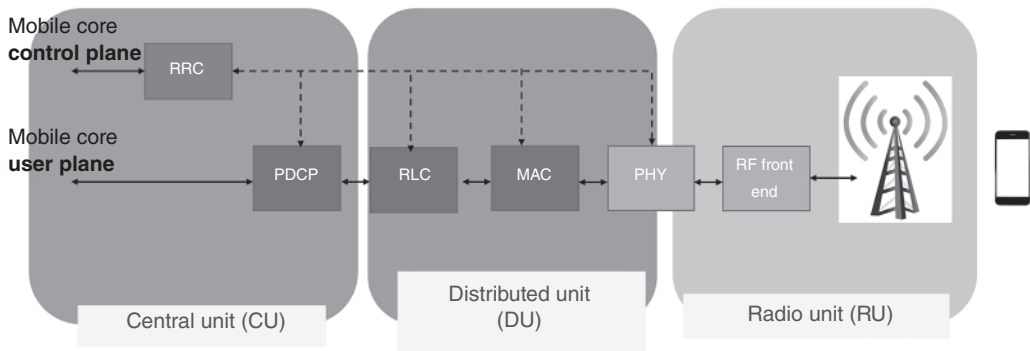 Mobile core
control plane
RRC
Mobile core
user plane
PDCP
RLC
MAC
PHY
RF front
end
Central unit (CU)
Distributed unit
(DU)
Radio unit (RU)